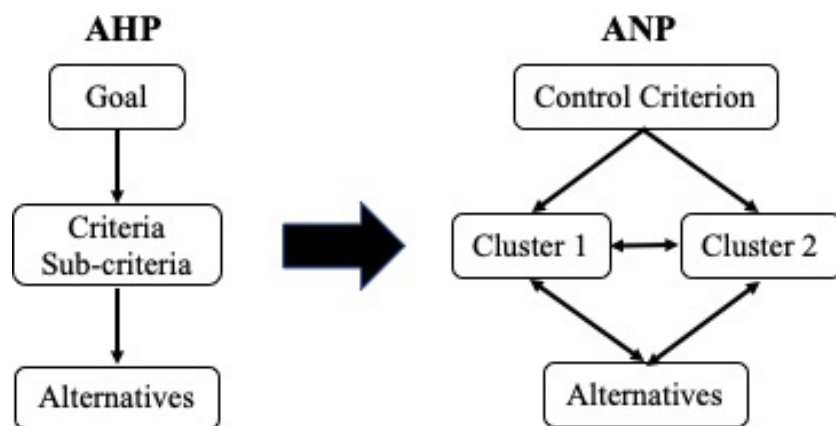 AHP
Goal
Criteria
Sub-criteria
Alternatives
ANP
Control Criterion
Cluster 1
Cluster 2
Alternatives